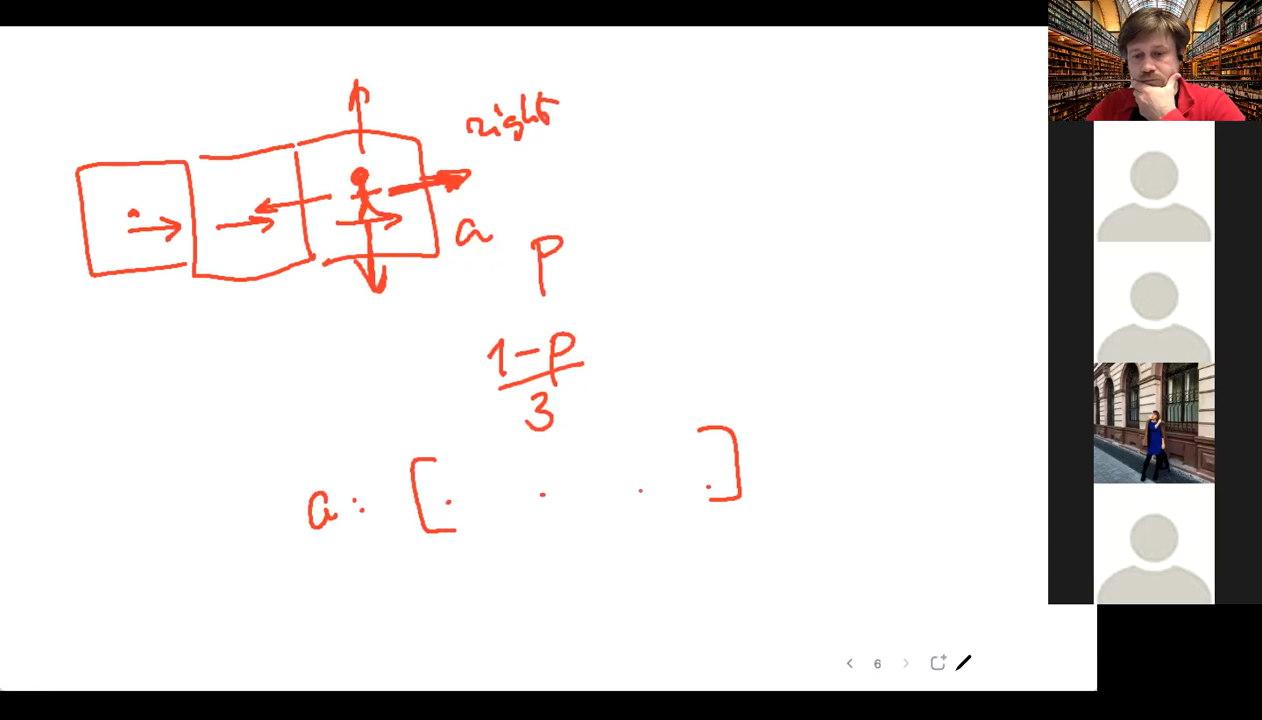 right
a
p
1-p
3
a: [ . . . . ]
6